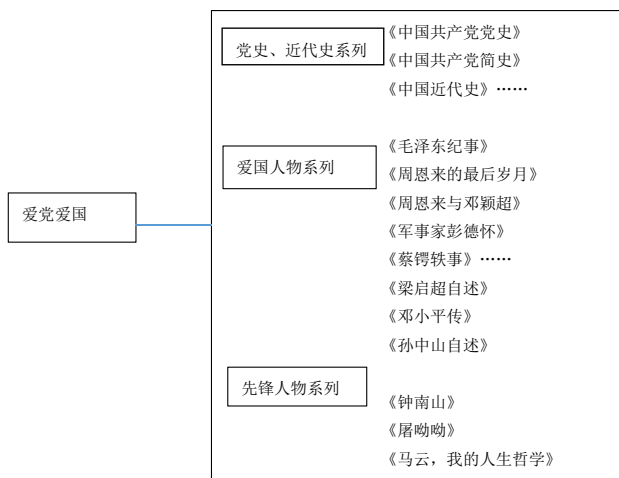 爱党爱国
党史、近代史系列
《中国共产党党史》
《中国共产党简史》
《中国近代史》……
爱国人物系列
《毛泽东纪事》
《周恩来的最后岁月》
《周恩来与邓颖超》
《军事家彭德怀》
《蔡锷轶事》……
《梁启超自述》
《邓小平传》
《孙中山自述》
先锋人物系列
《钟南山》
《屠呦呦》
《马云，我的人生哲学》